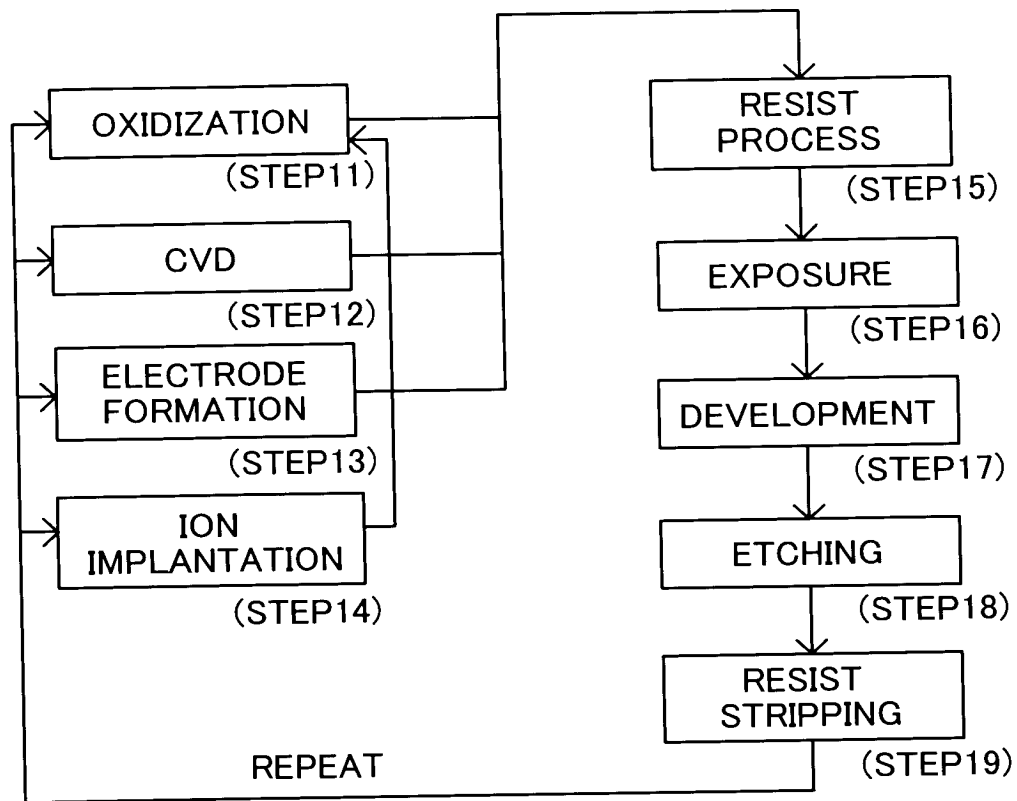 OXIDIZATION
(STEP11)
CVD
(STEP12)
ELECTRODE
FORMATION
(STEP13)
ION
IMPLANTATION
(STEP14)
RESIST
PROCESS
(STEP15)
EXPOSURE
(STEP16)
DEVELOPMENT
(STEP17)
ETCHING
(STEP18)
RESIST
STRIPPING
(STEP19)
REPEAT